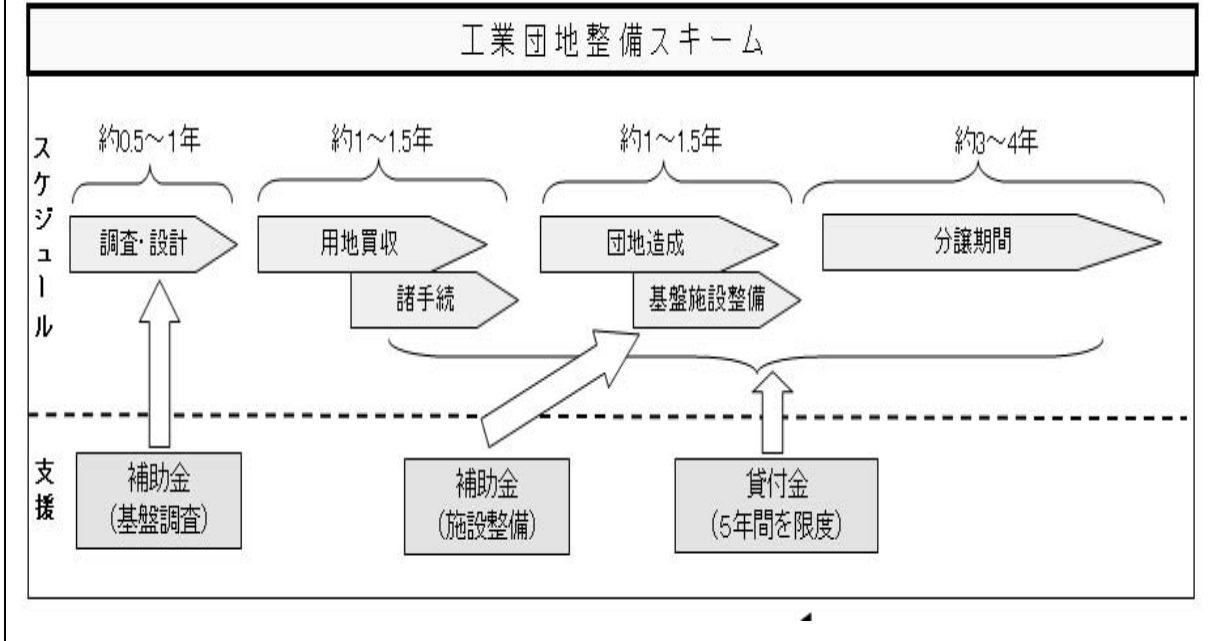 工業団地整備スキーム
スケジュール
約0.5～1年
約1～1.5年
約1～1.5年
約3～4年
調査・設計
用地買収
団地造成
分譲期間
諸手続
基盤施設整備
支援
補助金
(基盤調査)
補助金
(施設整備)
貸付金
(5年間を限度)